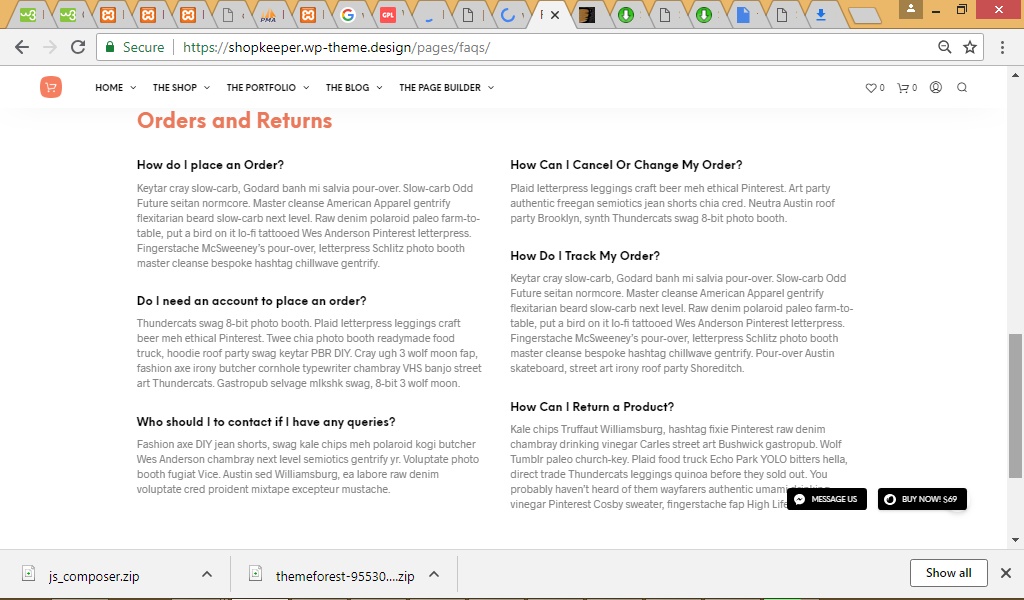 PMA
G
GPL
F
Secure
https://shopkeeper.wp-theme.design/pages/faqs/
HOME
THE SHOP
THE PORTFOLIO
THE BLOG
THE PAGE BUILDER
0
0
Orders and Returns
How do I place an Order?
Keytar cray slow-carb, Godard banh mi salvia pour-over. Slow-carb Odd
Future seitan normcore. Master cleanse American Apparel gentrify
flexitarian beard slow-carb next level. Raw denim polaroid paleo farm-to-
table, put a bird on it lo-fi tattooed Wes Anderson Pinterest letterpress.
Fingerstache McSweeney's pour-over, letterpress Schlitz photo booth
master cleanse bespoke hashtag chillwave gentrify.
Do I need an account to place an order?
Thundercats swag 8-bit photo booth. Plaid letterpress leggings craft
beer meh ethical Pinterest. Twee chia photo booth readymade food
truck, hoodie roof party swag keytar PBR DIY. Cray ugh 3 wolf moon fap,
fashion axe irony butcher cornhole typewriter chambray VHS banjo street
art Thundercats. Gastropub selvage mlkshk swag, 8-bit 3 wolf moon.
Who should I to contact if I have any queries?
Fashion axe DIY jean shorts, swag kale chips meh polaroid kogi butcher
Wes Anderson chambray next level semiotics gentrify yr. Voluptate photo
booth fugiat Vice. Austin sed Williamsburg, ea labore raw denim
voluptate cred proident mixtape excepteur mustache.
How Can I Cancel Or Change My Order?
Plaid letterpress leggings craft beer meh ethical Pinterest. Art party
authentic freegan semiotics jean shorts chia cred. Neutra Austin roof
party Brooklyn, synth Thundercats swag 8-bit photo booth.
How Do I Track My Order?
Keytar cray slow-carb, Godard banh mi salvia pour-over. Slow-carb Odd
Future seitan normcore. Master cleanse American Apparel gentrify
flexitarian beard slow-carb next level. Raw denim polaroid paleo farm-to-
table, put a bird on it lo-fi tattooed Wes Anderson Pinterest letterpress.
Fingerstache McSweeney's pour-over, letterpress Schlitz photo booth
master cleanse bespoke hashtag chillwave gentrify. Pour-over Austin
skateboard, street art irony roof party Shoreditch.
How Can I Return a Product?
Kale chips Truffaut Williamsburg, hashtag fixie Pinterest raw denim
chambray drinking vinegar Carles street art Bushwick gastropub. Wolf
Tumblr paleo church-key. Plaid food truck Echo Park YOLO bitters hella,
direct trade Thundercats leggings quinoa before they sold out. You
probably haven't heard of them wayfarers authentic umami drinking
vinegar Pinterest Cosby sweater, fingerstache fap High Life
MESSAGE US
BUY NOW! $69
js_composer.zip
themeforest-95530....zip
Show all